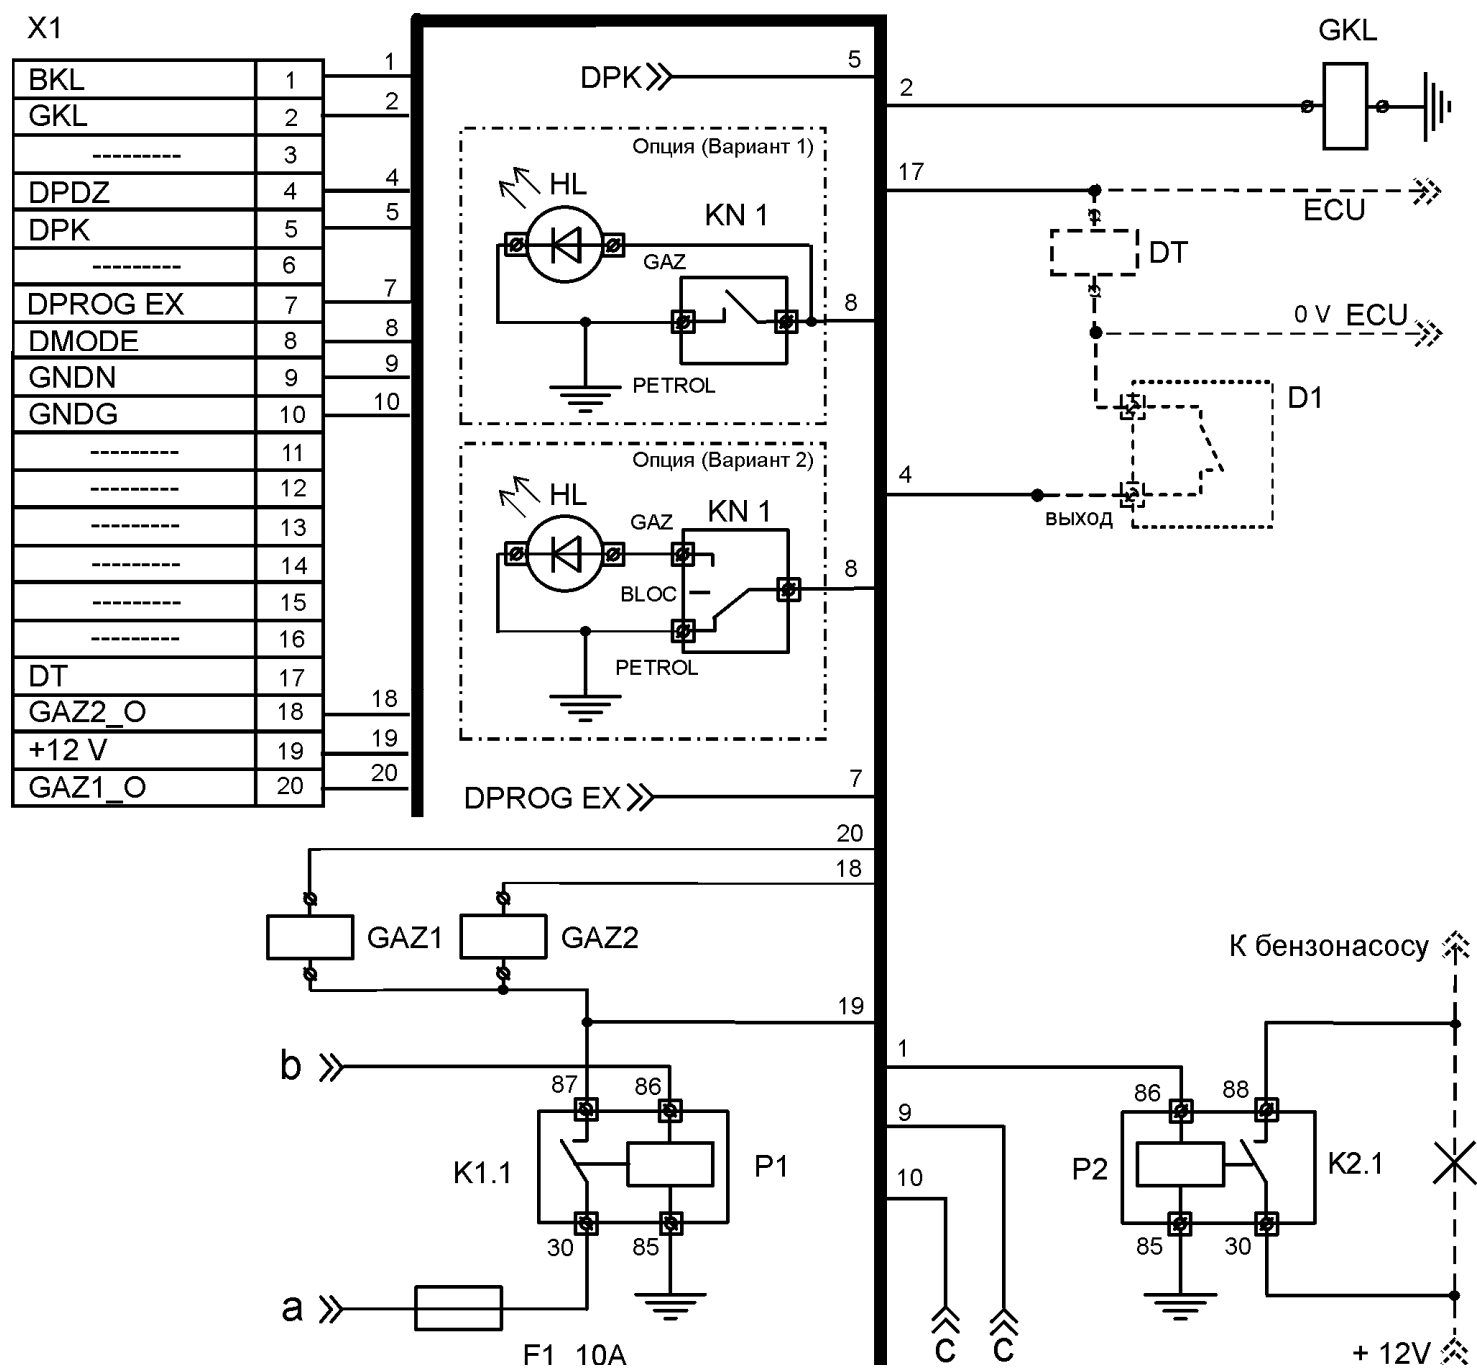 X1
BKL 1
GKL 2
--------- 3
DPDZ 4
DPK 5
--------- 6
DPROG EX 7
DMODE 8
GNDN 9
GNDG 10
--------- 11
--------- 12
--------- 13
--------- 14
--------- 15
--------- 16
DT 17
GAZ2_O 18
+12 V 19
GAZ1_O 20
1
2
4
5
7
8
9
10
18
19
20
DPK
5
Опция (Вариант 1)
HL
KN 1
GAZ
8
PETROL
Опция (Вариант 2)
HL
GAZ
KN 1
8
BLOC
PETROL
DPROG EX
7
20
18
GAZ1
GAZ2
19
b
87
86
K1.1
P1
30
85
a
F1 10A
GKL
2
17
ECU
DT
0 V ECU
D1
4
выход
К бензонасосу
1
86
88
9
P2
K2.1
10
85
30
C
C
+ 12V